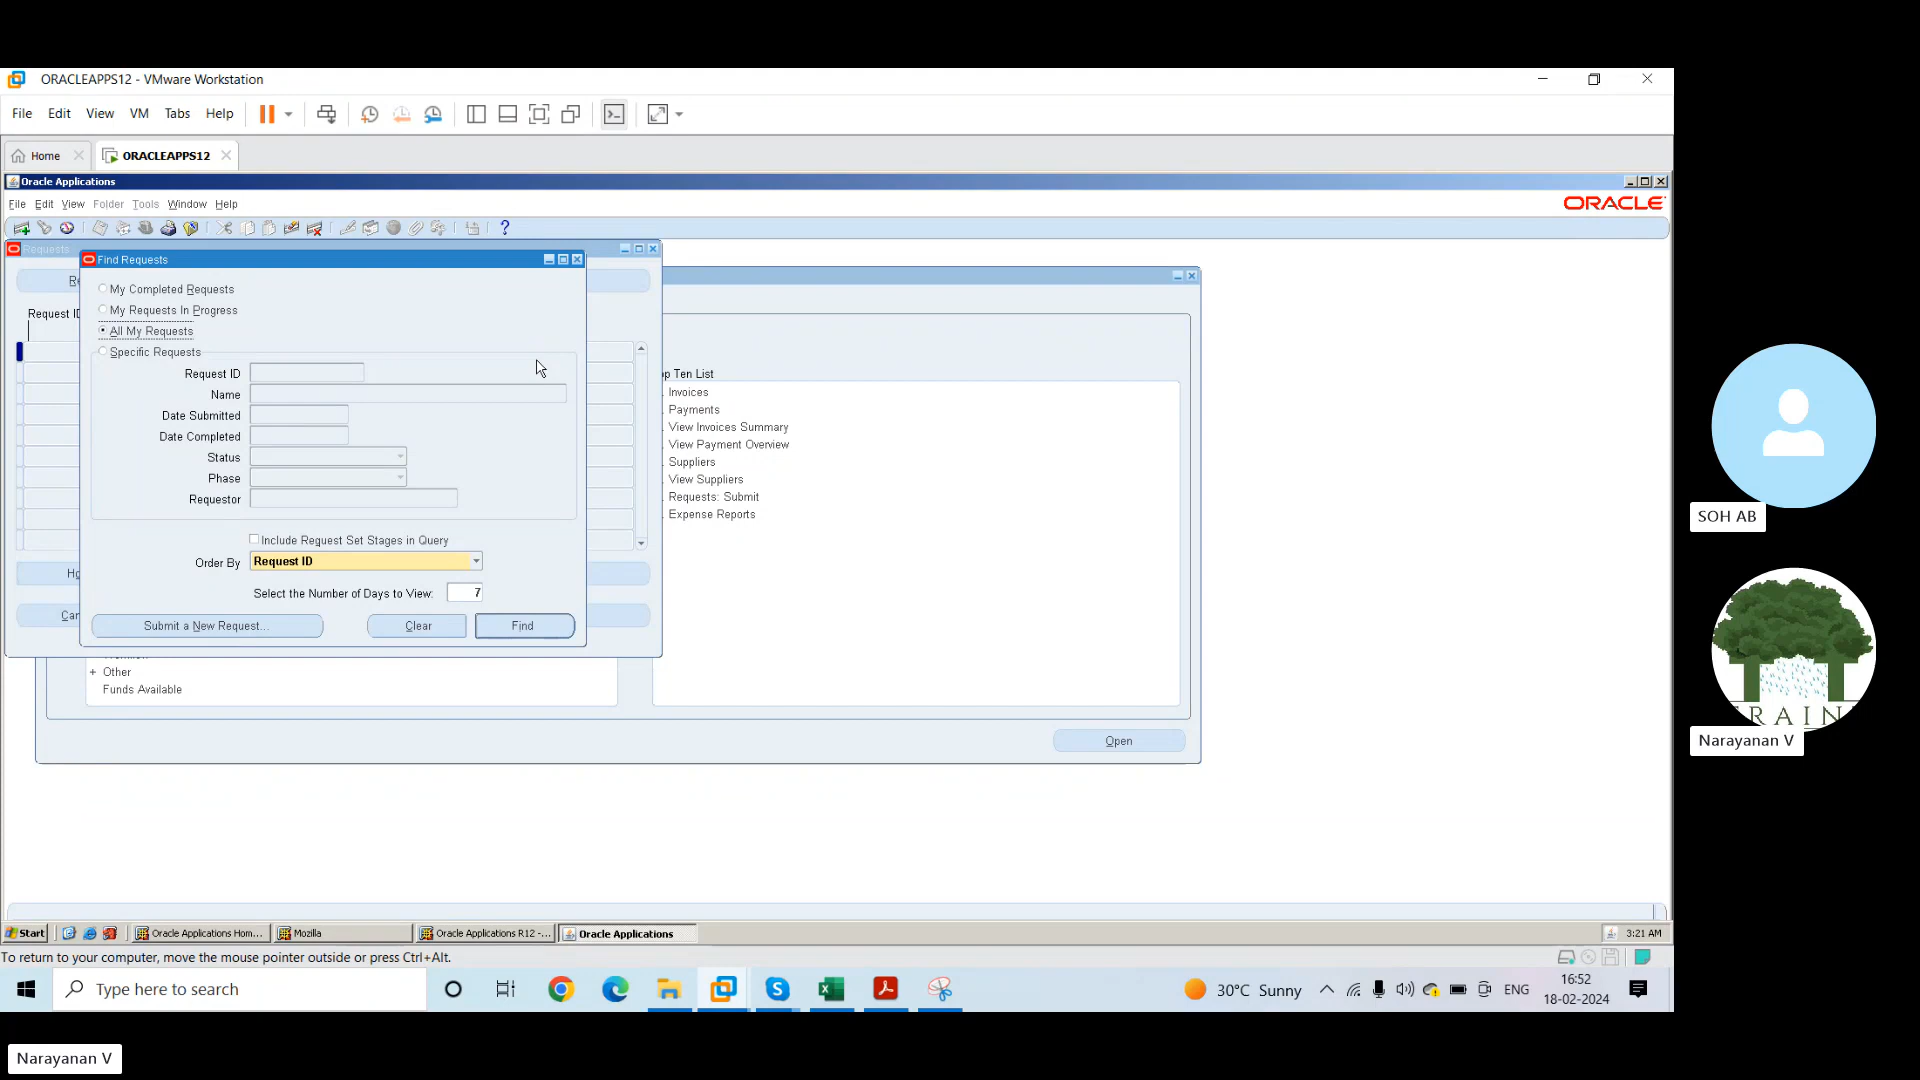 ORACLEAPPS12 - VMware Workstation
File Edit View VM Tabs Help
Home ORACLEAPPS12
Oracle Applications
File Edit View Folder Tools Window Help
ORACLE
Requests
Find Requests
My Completed Requests
My Requests In Progress
All My Requests
Specific Requests
Request ID
Name
Date Submitted
Date Completed
Status
Phase
Requestor
Include Request Set Stages in Query
Order By Request ID
Select the Number of Days to View: 7
Submit a New Request... Clear Find
Request ID
Other
Funds Available
Ten List
Invoices
Payments
View Invoices Summary
View Payment Overview
Suppliers
View Suppliers
Requests: Submit
Expense Reports
Open
Start Oracle Applications Hom... Mozilla Oracle Applications R12 -... Oracle Applications 3:21 AM
To return to your computer, move the mouse pointer outside or press Ctrl+Alt.
Type here to search 30°C Sunny ENG 16:52
18-02-2024
SOH AB
RAIN
Narayanan V
Narayanan V